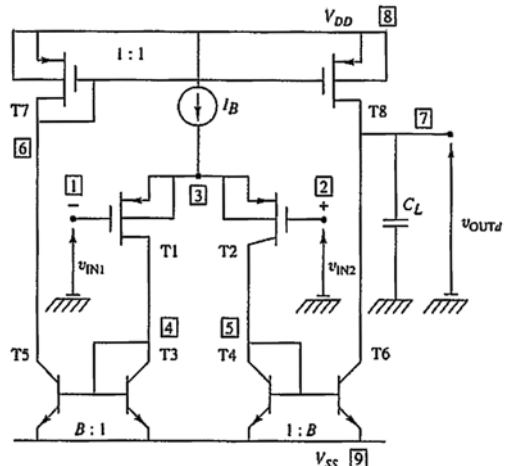 V_DD 8
1 : 1
I_B
T7
T8
6
7
1
−
3
2
+
C_L
v_OUTd
v_IN1
T1
T2
v_IN2
4
5
T5
T3
T4
T6
B : 1
1 : B
V_SS 9